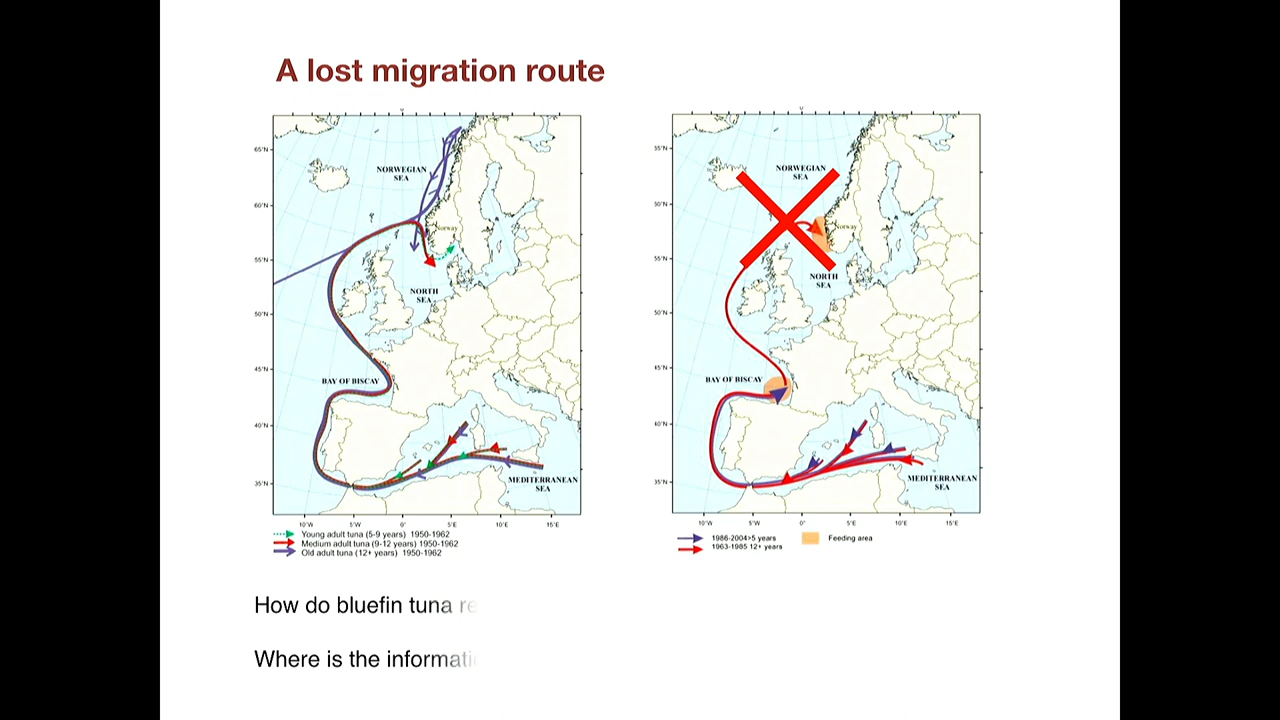 A lost migration route
65°N
60°N
55°N
50°N
45°N
40°N
35°N
0°
NORWEGIAN
SEA
Norway
NORTH
SEA
BAY OF BISCAY
MEDITERRANEAN
SEA
10°W 5°W 0° 5°E 10°E 15°E
Young adult tuna (5-9 years) 1950-1962
Medium adult tuna (9-12 years) 1950-1962
Old adult tuna (12+ years) 1950-1962
55°N
50°N
55°N
50°N
45°N
40°N
35°N
NORWEGIAN
SEA
Norway
NORTH
SEA
BAY OF BISCAY
MEDITERRANEAN
SEA
10°W 5°W 0° 5°E 10°E 15°E
1986-2004>5 years
1963-1985 12+ years
Feeding area
How do bluefin tuna re
Where is the informati